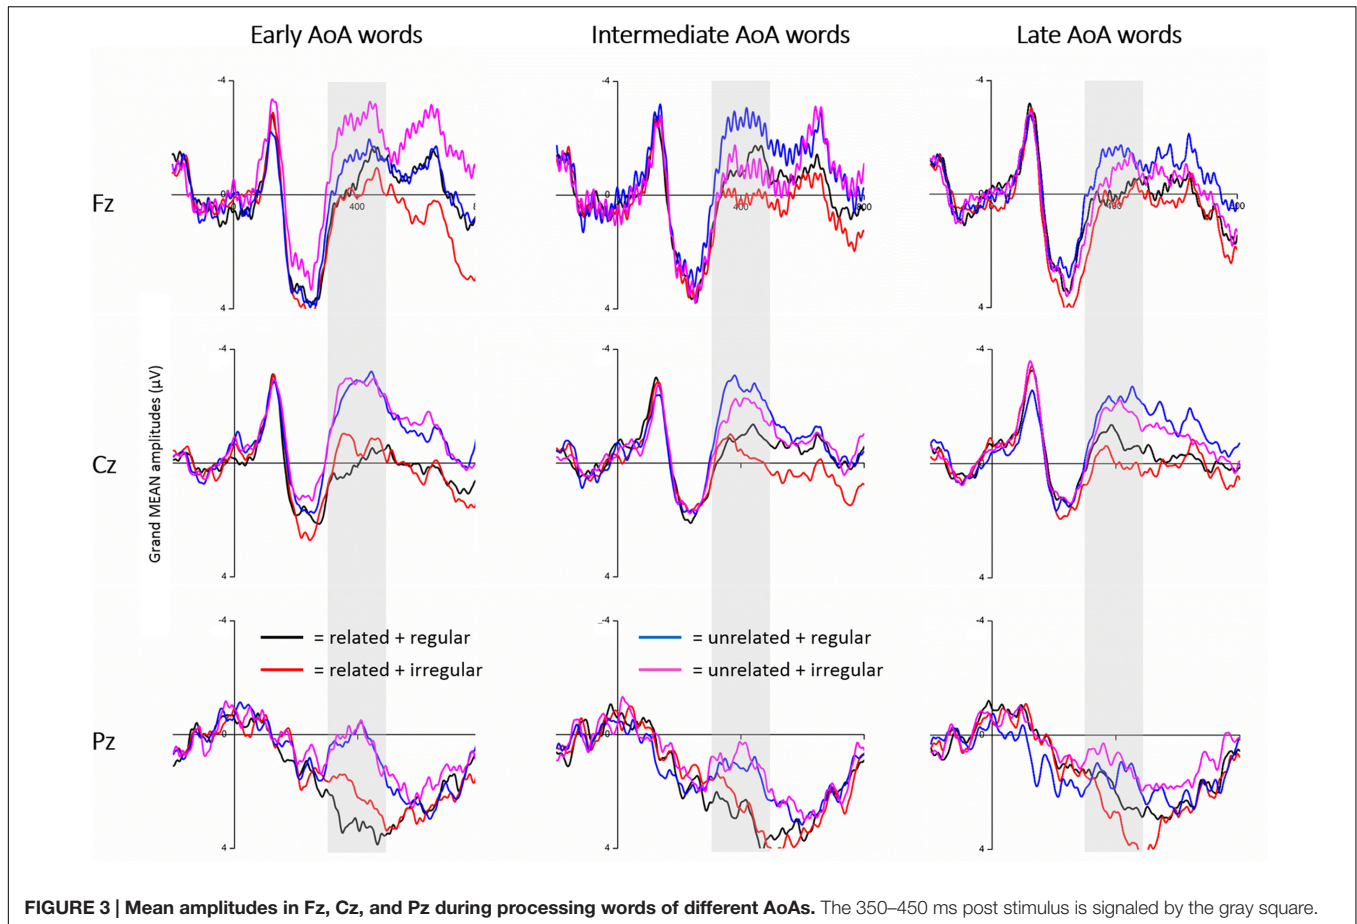 Early AoA words
Intermediate AoA words
Late AoA words
Fz
-4
0
400
8
4
-4
0
400
800
4
-4
0
400
4
Cz
Grand MEAN amplitudes (µV)
-4
4
-4
4
-4
4
Pz
-4
0
4
-4
0
4
-4
0
4
= related + regular
= related + irregular
= unrelated + regular
= unrelated + irregular
FIGURE 3 | Mean amplitudes in Fz, Cz, and Pz during processing words of different AoAs. The 350–450 ms post stimulus is signaled by the gray square.